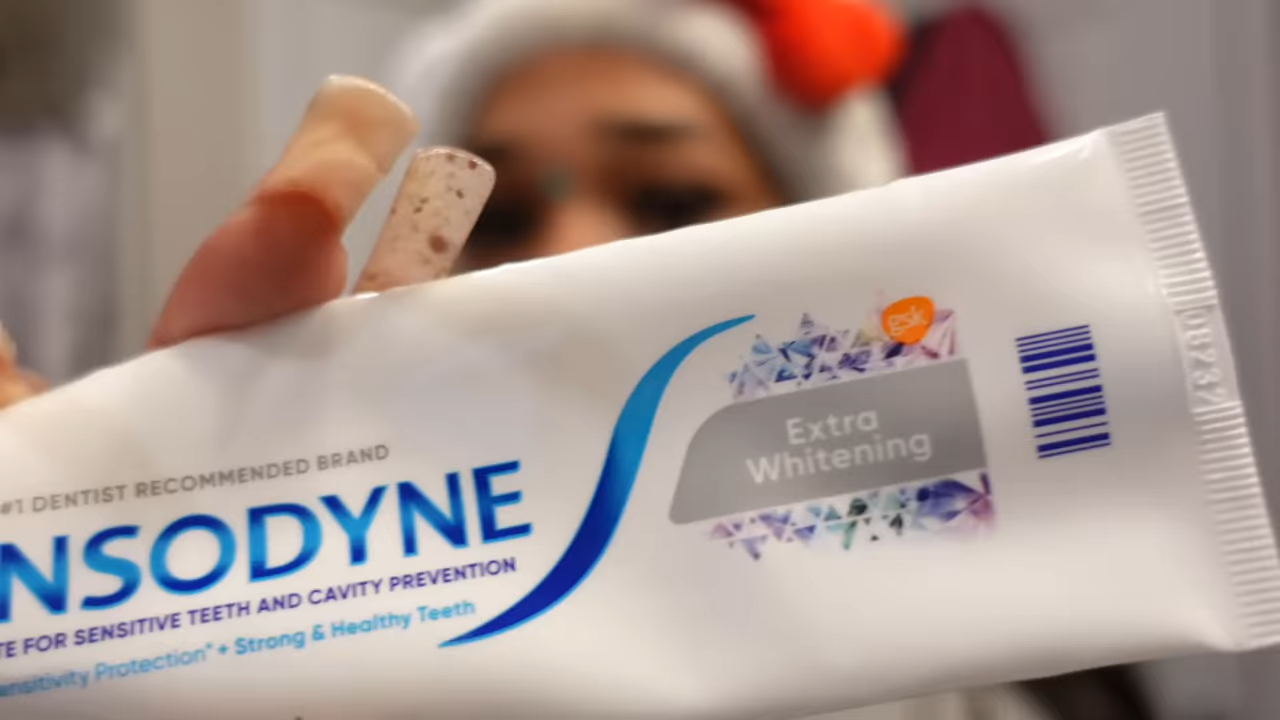 #1 DENTIST RECOMMENDED BRAND
NSODYNE
TE FOR SENSITIVE TEETH AND CAVITY PREVENTION
ensitivity Protection* + Strong & Healthy Teeth
gsk
Extra
Whitening